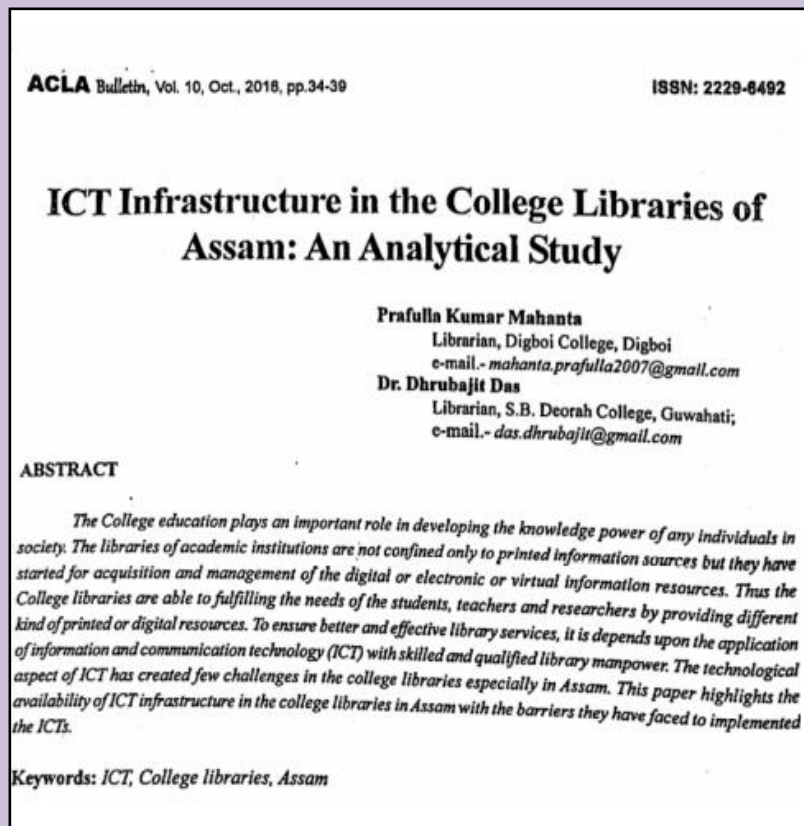 ACLA Bulletin, Vol. 10, Oct., 2018, pp.34-39 ISSN: 2229-6492
ICT Infrastructure in the College Libraries of
Assam: An Analytical Study
Prafulla Kumar Mahanta
Librarian, Digboi College, Digboi
e-mail.- mahanta.prafulla2007@gmail.com
Dr. Dhrubajit Das
Librarian, S.B. Deorah College, Guwahati;
e-mail.- das.dhrubajit@gmail.com
ABSTRACT
The College education plays an important role in developing the knowledge power of any individuals in
society. The libraries of academic institutions are not confined only to printed information sources but they have
started for acquisition and management of the digital or electronic or virtual information resources. Thus the
College libraries are able to fulfilling the needs of the students, teachers and researchers by providing different
kind of printed or digital resources. To ensure better and effective library services, it is depends upon the application
of information and communication technology (ICT) with skilled and qualified library manpower. The technological
aspect of ICT has created few challenges in the college libraries especially in Assam. This paper highlights the
availability of ICT infrastructure in the college libraries in Assam with the barriers they have faced to implemented
the ICTs.
Keywords: ICT, College libraries, Assam